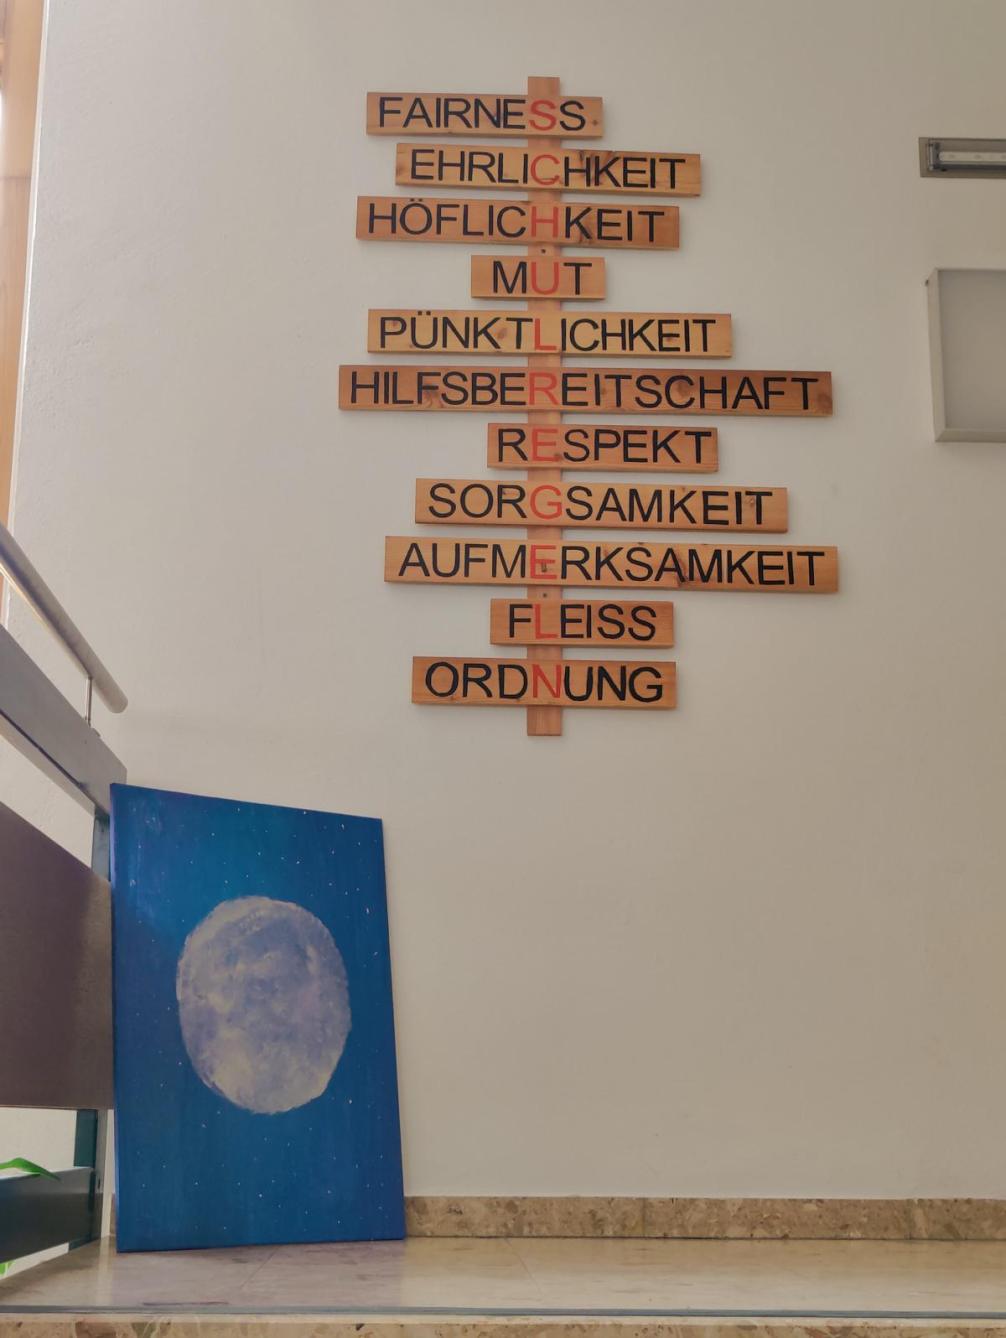 FAIRNESS
EHRLICHKEIT
HÖFLICHKEIT
MUT
PÜNKTLICHKEIT
HILFSBEREITSCHAFT
RESPEKT
SORGSAMKEIT
AUFMERKSAMKEIT
FLEISS
ORDNUNG